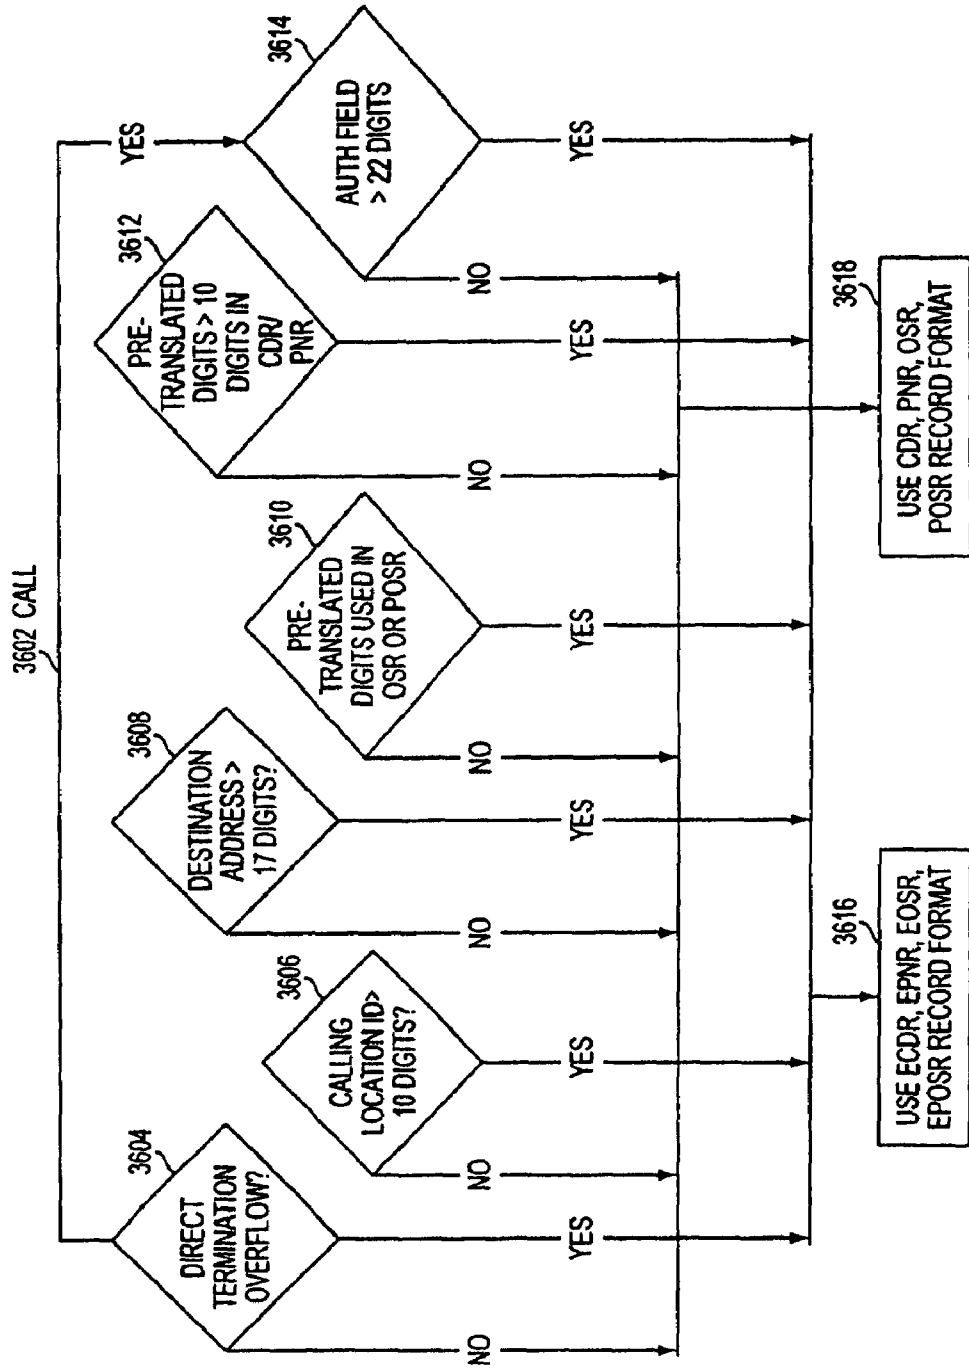 3602 CALL
3604
DIRECT
TERMINATION
OVERFLOW?
NO
YES
3606
CALLING
LOCATION ID>
10 DIGITS?
NO
YES
3608
DESTINATION
ADDRESS >
17 DIGITS?
NO
YES
3610
PRE-
TRANSLATED
DIGITS USED IN
OSR OR POSR
NO
YES
3612
PRE-
TRANSLATED
DIGITS > 10
DIGITS IN
CDR/
PNR
NO
YES
3614
YES
AUTH FIELD
> 22 DIGITS
NO
YES
3616
USE ECDR, EPNR, EOSR,
EPOSR RECORD FORMAT
3618
USE CDR, PNR, OSR,
POSR RECORD FORMAT